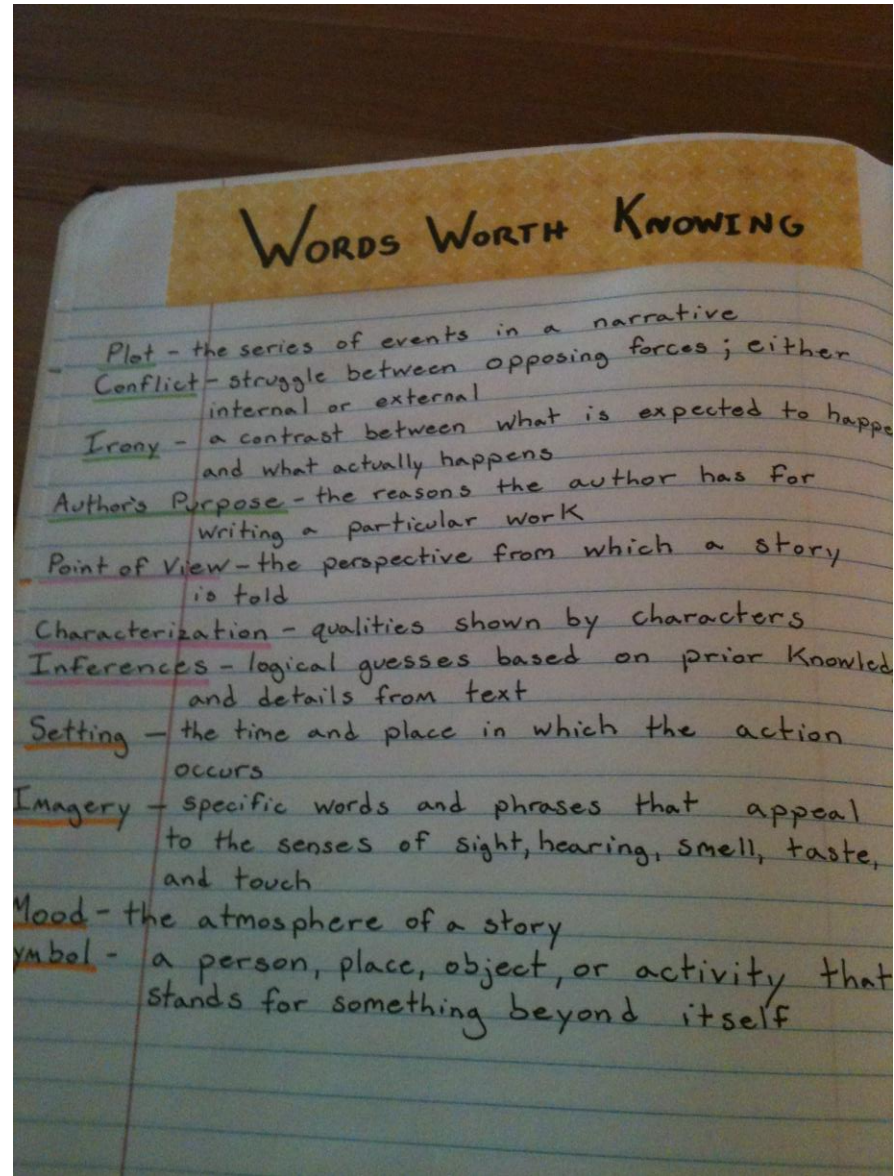 WORDS WORTH KNOWING
Plot - the series of events in a narrative
Conflict - struggle between opposing forces; either
internal or external
Irony - a contrast between what is expected to happe
and what actually happens
Author's Purpose - the reasons the author has for
writing a particular work
Point of View - the perspective from which a story
is told
Characterization - qualities shown by characters
Inferences - logical guesses based on prior Knowled
and details from text
Setting - the time and place in which the action
occurs
Imagery - specific words and phrases that appeal
to the senses of sight, hearing, smell, taste,
and touch
Mood - the atmosphere of a story
ymbol - a person, place, object, or activity that
stands for something beyond itself